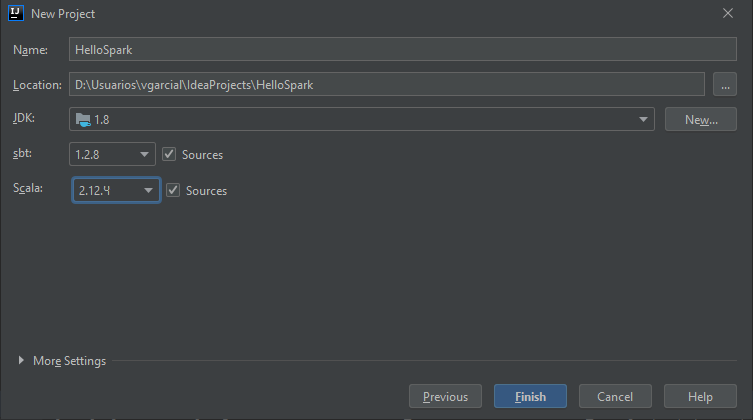 IJ New Project
Name: HelloSpark
Location: D:\Usuarios\vgarcial\IdeaProjects\HelloSpark ...
JDK: 1.8 New...
sbt: 1.2.8 Sources
Scala: 2.12.4 Sources
More Settings
Previous Finish Cancel Help